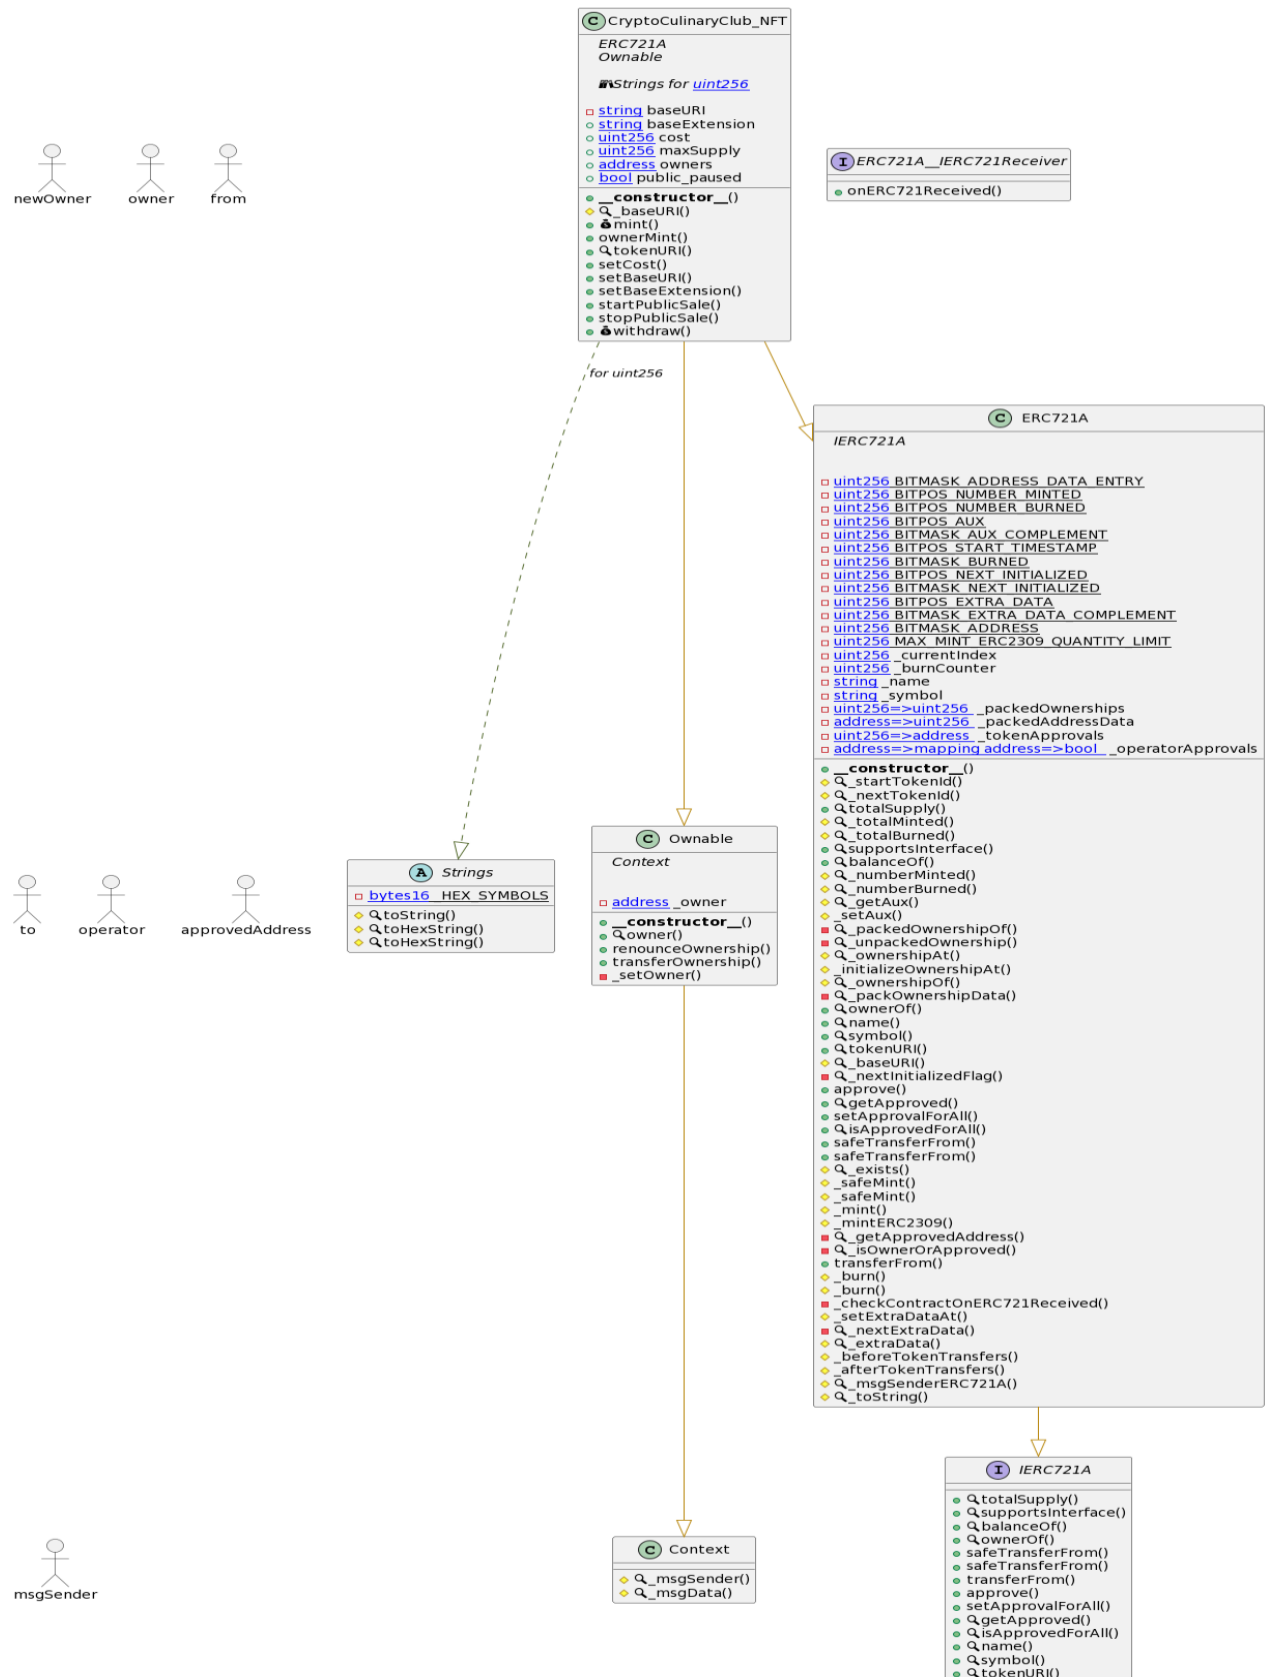 C CryptoCulinaryClub_NFT
ERC721A
Ownable
Strings for uint256
string baseURI
string baseExtension
uint256 cost
uint256 maxSupply
address owners
bool public_paused
__constructor__()
_baseURI()
mint()
ownerMint()
tokenURI()
setCost()
setBaseURI()
setBaseExtension()
startPublicSale()
stopPublicSale()
withdraw()
newOwner
owner
from
I ERC721A__IERC721Receiver
onERC721Received()
for uint256
C ERC721A
IERC721A
uint256 BITMASK_ADDRESS_DATA_ENTRY
uint256 BITPOS_NUMBER_MINTED
uint256 BITPOS_NUMBER_BURNED
uint256 BITPOS_AUX
uint256 BITMASK_AUX_COMPLEMENT
uint256 BITPOS_START_TIMESTAMP
uint256 BITMASK_BURNED
uint256 BITPOS_NEXT_INITIALIZED
uint256 BITMASK_NEXT_INITIALIZED
uint256 BITPOS_EXTRA_DATA
uint256 BITMASK_EXTRA_DATA_COMPLEMENT
uint256 BITMASK_ADDRESS
uint256 MAX_MINT_ERC2309_QUANTITY_LIMIT
uint256 _currentIndex
uint256 _burnCounter
string _name
string _symbol
uint256=>uint256 _packedOwnerships
address=>uint256 _packedAddressData
uint256=>address _tokenApprovals
address=>mapping address=>bool _operatorApprovals
__constructor__()
_startTokenId()
_nextTokenId()
totalSupply()
_totalMinted()
_totalBurned()
supportsInterface()
balanceOf()
_numberMinted()
_numberBurned()
_getAux()
_setAux()
_packedOwnershipOf()
_unpackedOwnership()
_ownershipAt()
_initializeOwnershipAt()
_ownershipOf()
_packOwnershipData()
ownerOf()
name()
symbol()
tokenURI()
_baseURI()
_nextInitializedFlag()
approve()
getApproved()
setApprovalForAll()
isApprovedForAll()
safeTransferFrom()
safeTransferFrom()
_exists()
_safeMint()
_safeMint()
_mint()
_mintERC2309()
_getApprovedAddress()
_isOwnerOrApproved()
transferFrom()
_burn()
_burn()
_checkContractOnERC721Received()
_setExtraDataAt()
_nextExtraData()
_extraData()
_beforeTokenTransfers()
_afterTokenTransfers()
_msgSenderERC721A()
_toString()
to
operator
approvedAddress
A Strings
bytes16 _HEX_SYMBOLS
toString()
toHexString()
toHexString()
C Ownable
Context
address _owner
__constructor__()
owner()
renounceOwnership()
transferOwnership()
_setOwner()
msgSender
C Context
_msgSender()
_msgData()
I IERC721A
totalSupply()
supportsInterface()
balanceOf()
ownerOf()
safeTransferFrom()
safeTransferFrom()
transferFrom()
approve()
setApprovalForAll()
getApproved()
isApprovedForAll()
name()
symbol()
tokenURI()